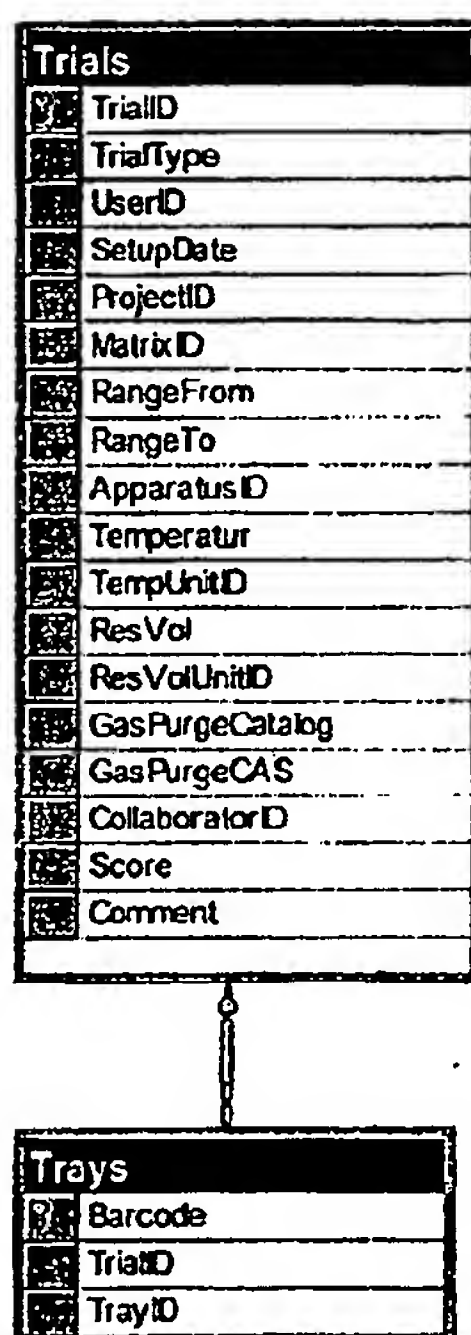 Trials
TrialID
TrialType
UserID
SetupDate
ProjectID
MatrixID
RangeFrom
RangeTo
ApparatusID
Temperatur
TempUnitID
ResVol
ResVolUnitID
GasPurgeCatalog
GasPurgeCAS
CollaboratorID
Score
Comment
Trays
Barcode
TrialID
TrayID